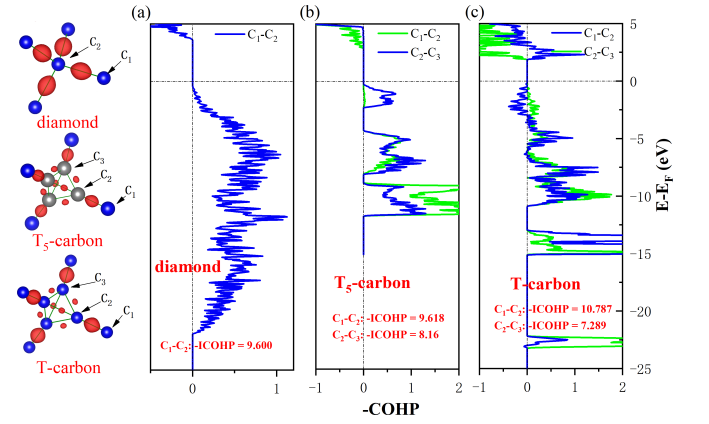 (a)
(b)
(c)
C₂
C₁
diamond
C₃
C₂
C₁
T₅-carbon
C₃
C₂
C₁
T-carbon
C₁-C₂
diamond
C₁-C₂: -ICOHP = 9.600
0
1
C₁-C₂
C₂-C₃
T₅-carbon
C₁-C₂: -ICOHP = 9.618
C₂-C₃: -ICOHP = 8.16
-1
0
1
C₁-C₂
C₂-C₃
T-carbon
C₁-C₂: -ICOHP = 10.787
C₂-C₃: -ICOHP = 7.289
-1
0
1
2
5
0
-5
-10
-15
-20
-25
E-E_F (eV)
-COHP